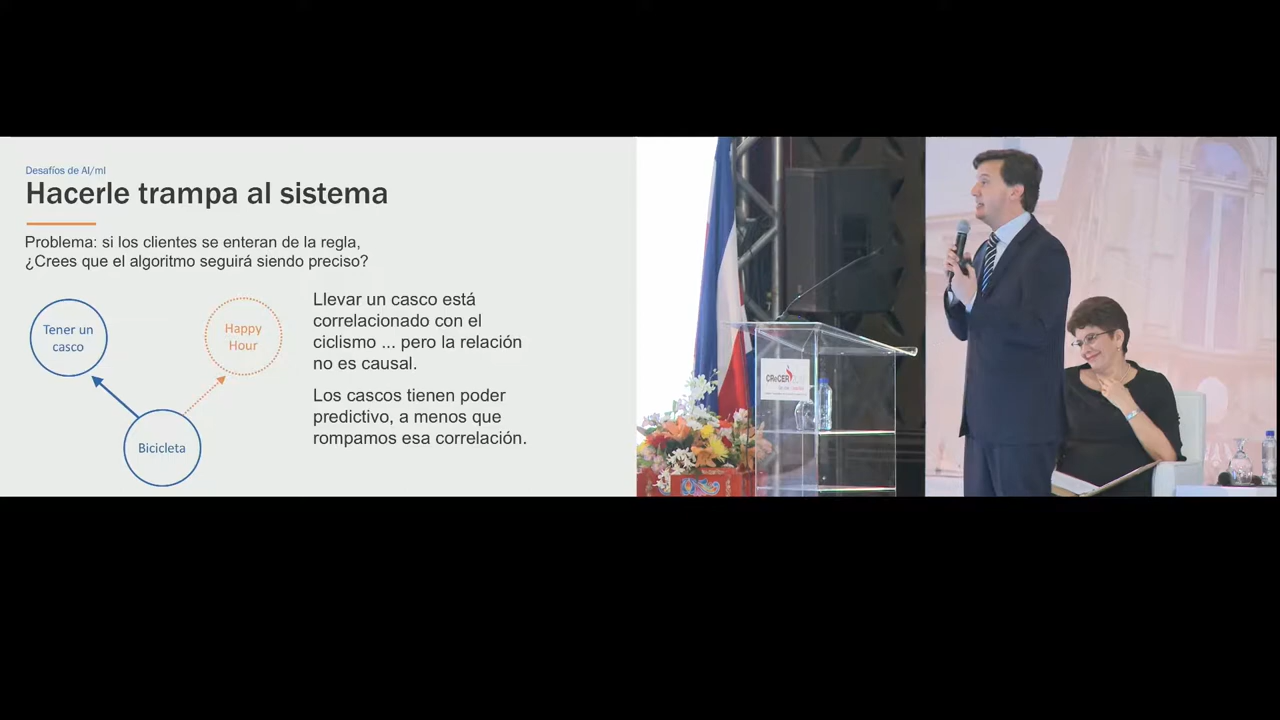 Desafíos de AI/ml
Hacerle trampa al sistema
Problema: si los clientes se enteran de la regla,
¿Crees que el algoritmo seguirá siendo preciso?
Tener un
casco
Happy
Hour
Bicicleta
Llevar un casco está
correlacionado con el
ciclismo ... pero la relación
no es causal.
Los cascos tienen poder
predictivo, a menos que
rompamos esa correlación.
CReCER